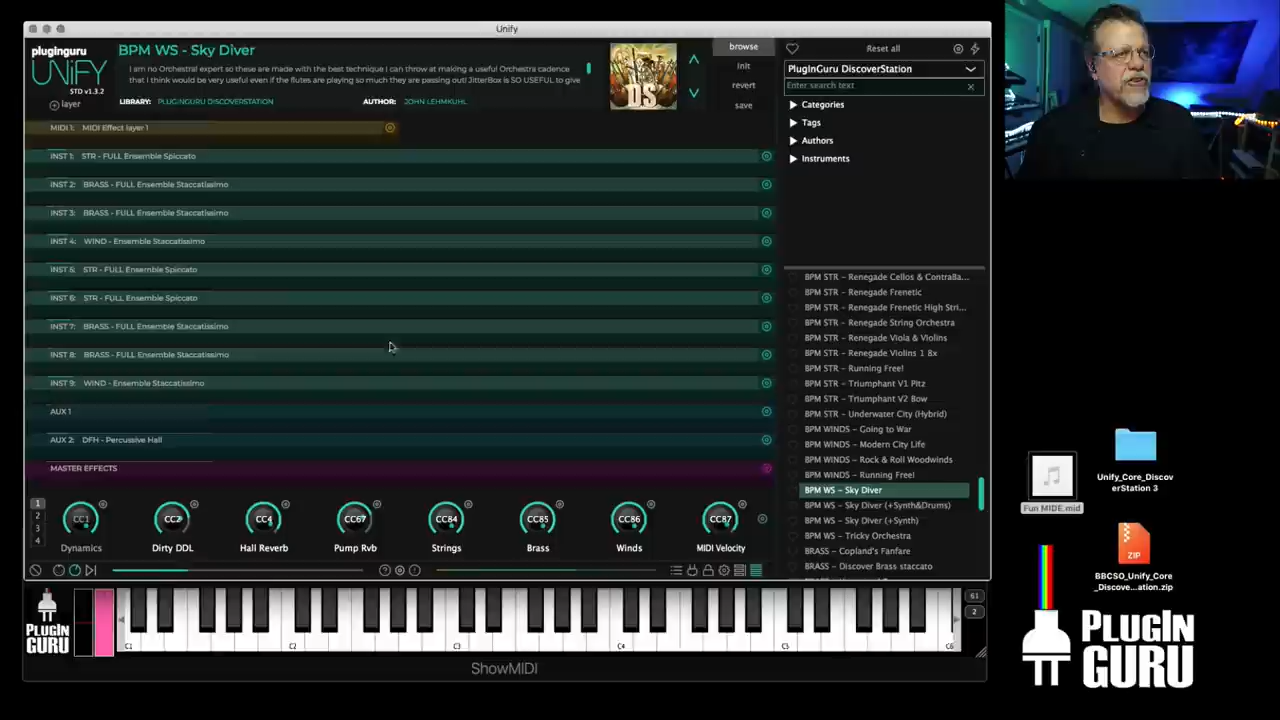 Unify
pluginguru
UNIFY
STD v1.3.2
layer
BPM WS - Sky Diver
I am no Orchestral expert so these are made with the best technique I can throw at making a useful Orchestra cadence
that I think would be very useful even if the flutes are playing so much they are passing out! JitterBox is SO USEFUL to give
LIBRARY: PLUGINGURU DISCOVERSTATION
AUTHOR: JOHN LEHMKUHL
DS
browse
init
revert
save
MIDI 1: MIDI Effect layer 1
INST 1: STR - FULL Ensemble Spiccato
INST 2: BRASS - FULL Ensemble Staccatissimo
INST 3: BRASS - FULL Ensemble Staccatissimo
INST 4: WIND - Ensemble Staccatissimo
INST 5: STR - FULL Ensemble Spiccato
INST 6: STR - FULL Ensemble Spiccato
INST 7: BRASS - FULL Ensemble Staccatissimo
INST 8: BRASS - FULL Ensemble Staccatissimo
INST 9: WIND - Ensemble Staccatissimo
AUX 1
AUX 2: DFH - Percussive Hall
MASTER EFFECTS
1
2
3
4
CC1
CC2
CC4
CC67
CC84
CC85
CC86
CC87
Dynamics
Dirty DDL
Hall Reverb
Pump Rvb
Strings
Brass
Winds
MIDI Velocity
Reset all
PlugInGuru DiscoverStation
Enter search text
Categories
Tags
Authors
Instruments
BPM STR - Renegade Cellos & Contraba...
BPM STR - Renegade Frenetic
BPM STR - Renegade Frenetic High Stri...
BPM STR - Renegade String Orchestra
BPM STR - Renegade Viola & Violins
BPM STR - Renegade Violins 1 8x
BPM STR - Running Free!
BPM STR - Triumphant V1 Pitz
BPM STR - Triumphant V2 Bow
BPM STR - Underwater City (Hybrid)
BPM WINDS - Going to War
BPM WINDS - Modern City Life
BPM WINDS - Rock & Roll Woodwinds
BPM WINDS - Running Free!
BPM WS - Sky Diver
BPM WS - Sky Diver (+Synth&Drums)
BPM WS - Sky Diver (+Synth)
BPM WS - Tricky Orchestra
BRASS - Copland's Fanfare
BRASS - Discover Brass staccato
PLUGIN
GURU
C1
C2
C3
C4
C5
C6
61
2
ShowMIDI
Fun MIDE.mid
Unify_Core_Discov
erStation 3
ZIP
BBCSO_Unify_Core
_Discove...ation.zip
PLUGIN
GURU